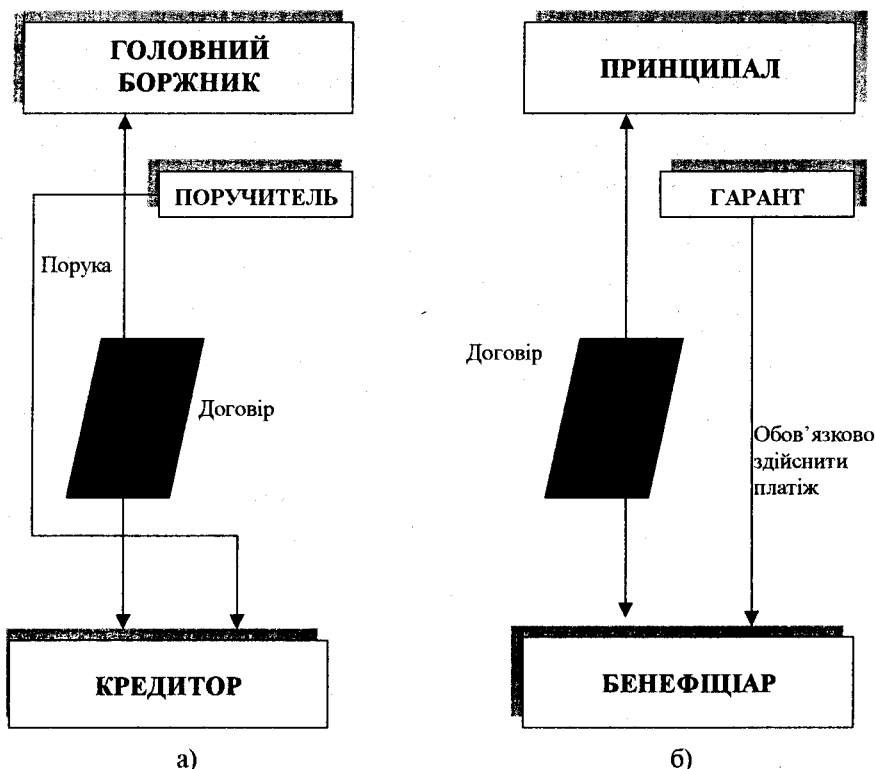 ГОЛОВНИЙ
БОРЖНИК
ПОРУЧИТЕЛЬ
Порука
Договір
КРЕДИТОР
а)
ПРИНЦИПАЛ
ГАРАНТ
Договір
Обов’язково
здійснити
платіж
БЕНЕФІЦІАР
б)